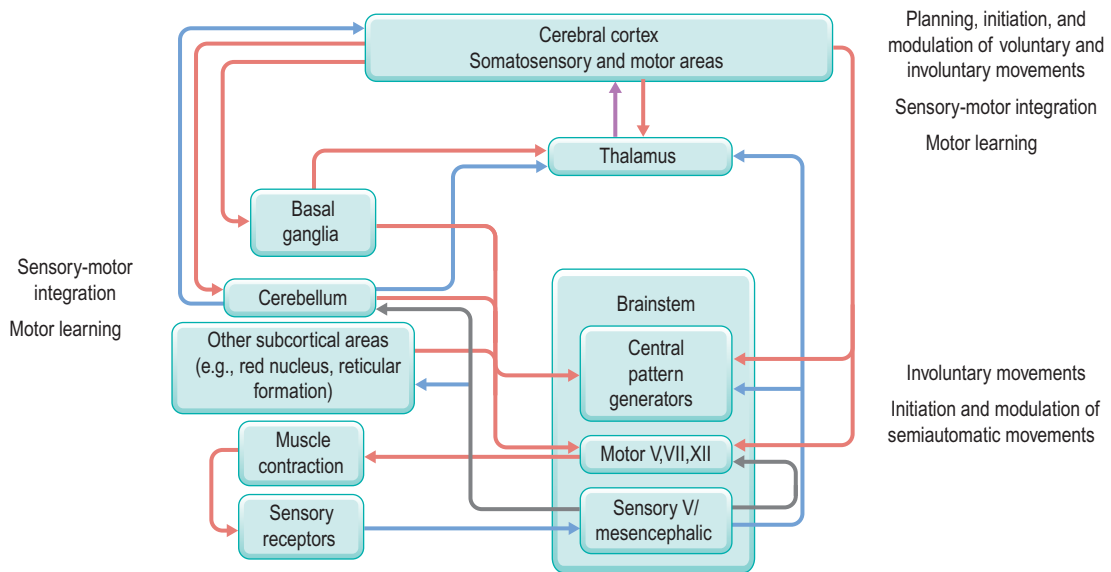 Cerebral cortex
Somatosensory and motor areas
Planning, initiation, and
modulation of voluntary and
involuntary movements
Sensory-motor integration
Motor learning
Thalamus
Basal
ganglia
Sensory-motor
integration
Motor learning
Cerebellum
Brainstem
Other subcortical areas
(e.g., red nucleus, reticular
formation)
Central
pattern
generators
Involuntary movements
Initiation and modulation of
semiautomatic movements
Muscle
contraction
Motor V,VII,XII
Sensory
receptors
Sensory V/
mesencephalic